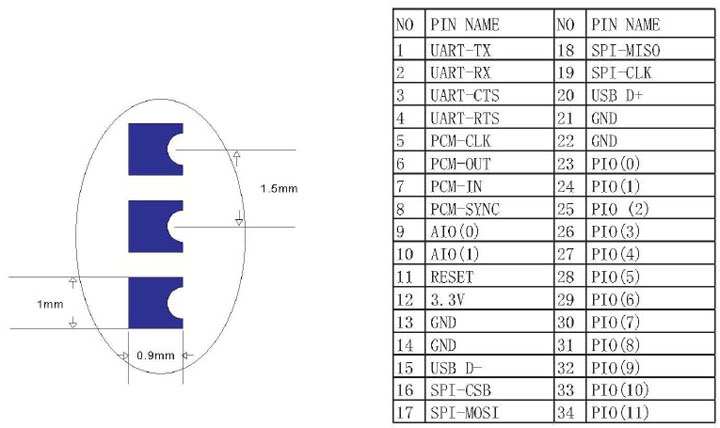 1.5mm
1mm
0.9mm
NO PIN NAME NO PIN NAME
1 UART-TX 18 SPI-MISO
2 UART-RX 19 SPI-CLK
3 UART-CTS 20 USB D+
4 UART-RTS 21 GND
5 PCM-CLK 22 GND
6 PCM-OUT 23 PIO(0)
7 PCM-IN 24 PIO(1)
8 PCM-SYNC 25 PIO (2)
9 AIO(0) 26 PIO(3)
10 AIO(1) 27 PIO(4)
11 RESET 28 PIO(5)
12 3.3V 29 PIO(6)
13 GND 30 PIO(7)
14 GND 31 PIO(8)
15 USB D- 32 PIO(9)
16 SPI-CSB 33 PIO(10)
17 SPI-MOSI 34 PIO(11)